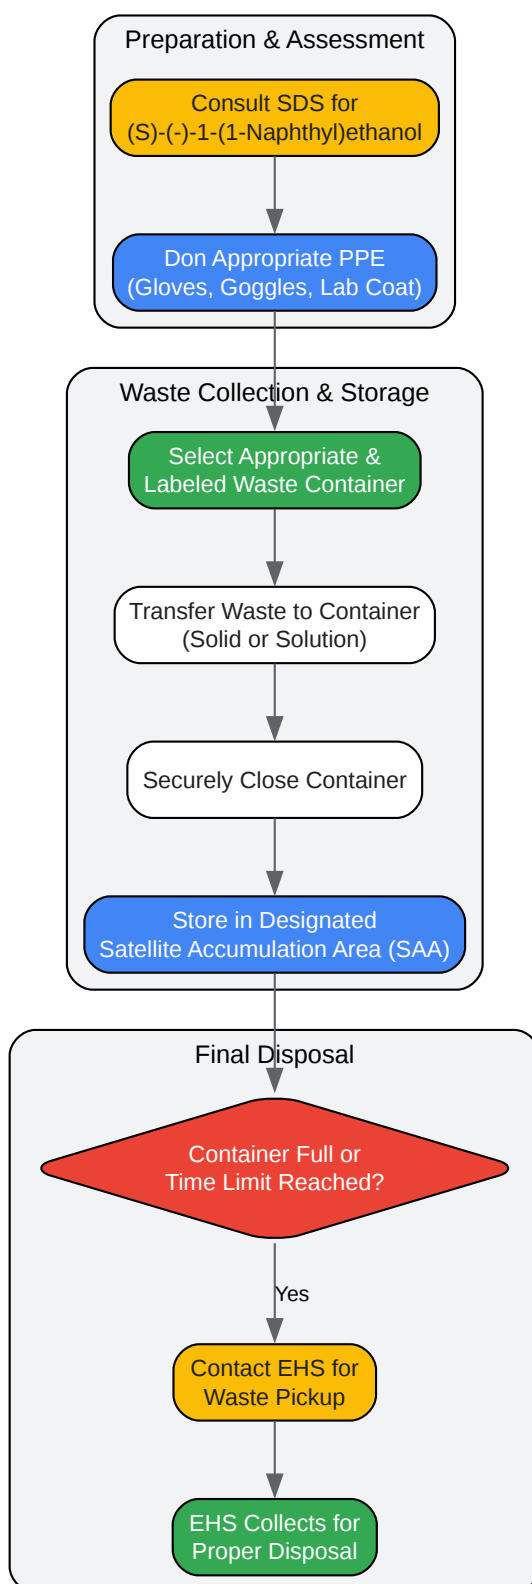 Preparation & Assessment
Consult SDS for
(S)-(-)-1-(1-Naphthyl)ethanol
Don Appropriate PPE
(Gloves, Goggles, Lab Coat)
Waste Collection & Storage
Select Appropriate &
Labeled Waste Container
Transfer Waste to Container
(Solid or Solution)
Securely Close Container
Store in Designated
Satellite Accumulation Area (SAA)
Final Disposal
Container Full or
Time Limit Reached?
Yes
Contact EHS for
Waste Pickup
EHS Collects for
Proper Disposal